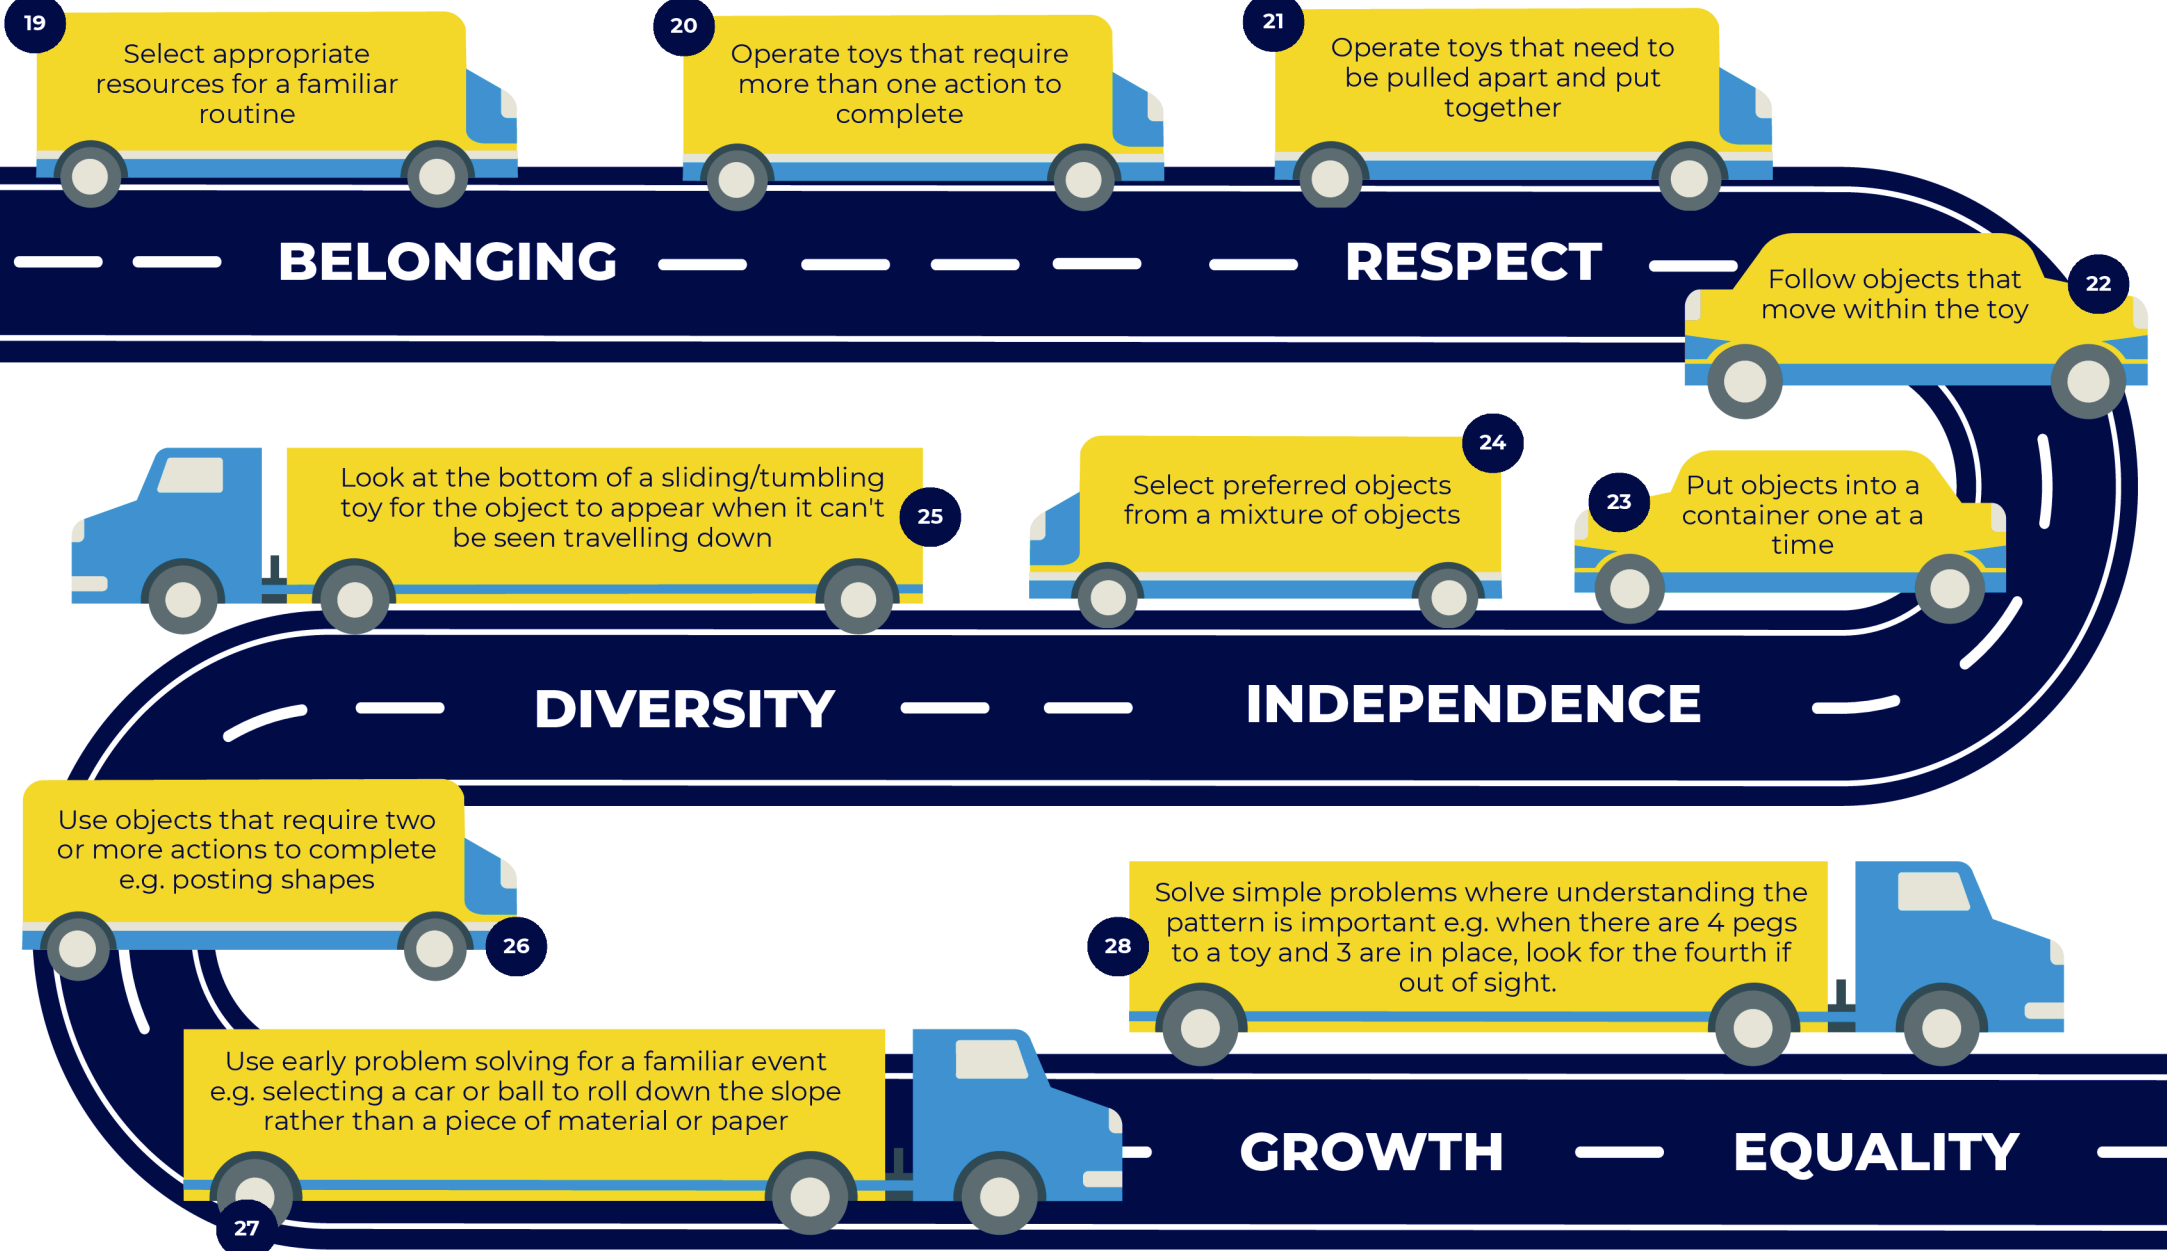 19
Select appropriate
resources for a familiar
routine
20
Operate toys that require
more than one action to
complete
21
Operate toys that need to
be pulled apart and put
together
BELONGING
RESPECT
22
Follow objects that
move within the toy
23
Put objects into a
container one at a
time
24
Select preferred objects
from a mixture of objects
25
Look at the bottom of a sliding/tumbling
toy for the object to appear when it can't
be seen travelling down
DIVERSITY
INDEPENDENCE
26
Use objects that require two
or more actions to complete
e.g. posting shapes
27
Use early problem solving for a familiar event
e.g. selecting a car or ball to roll down the slope
rather than a piece of material or paper
28
Solve simple problems where understanding the
pattern is important e.g. when there are 4 pegs
to a toy and 3 are in place, look for the fourth if
out of sight.
GROWTH
EQUALITY